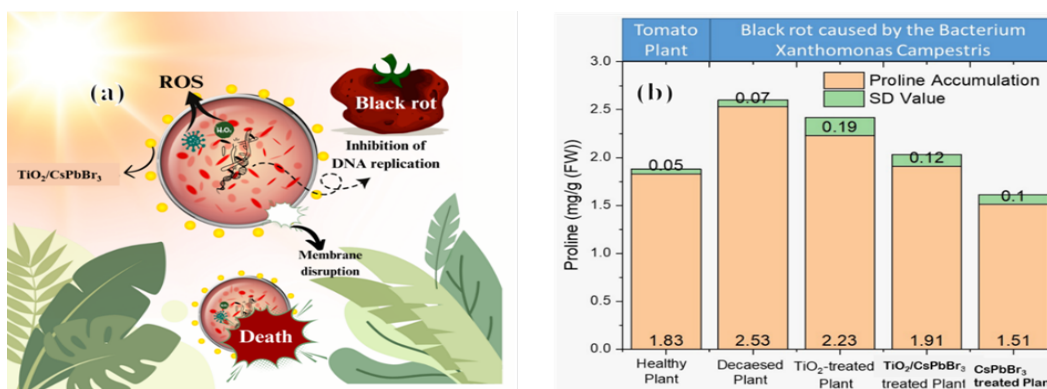 (a)
ROS
H₂O₂
TiO₂/CsPbBr₃
Black rot
Inhibition of
DNA replication
Membrane
disruption
Death
Tomato
Plant
Black rot caused by the Bacterium
Xanthomonas Campestris
(b)
Proline Accumulation
SD Value
Proline (mg/g (FW))
3.0
2.5
2.0
1.5
1.0
0.5
0.0
0.05
0.07
0.19
0.12
0.1
1.83
2.53
2.23
1.91
1.51
Healthy
Plant
Decaesed
Plant
TiO₂-treated
Plant
TiO₂/CsPbBr₃
treated Plant
CsPbBr₃
treated Plant